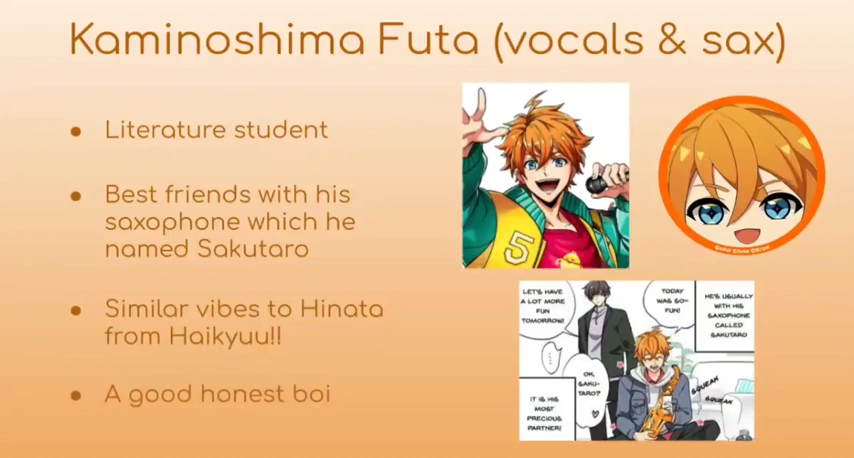 Kaminoshima Futa (vocals & sax)
● Literature student
● Best friends with his
saxophone which he
named Sakutaro
● Similar vibes to Hinata
from Haikyuu!!
● A good honest boi
LET'S HAVE
A LOT MORE
FUN
TOMORROW!
TODAY
WAS SO-
FUN!
HE'S USUALLY
WITH HIS
SAXOPHONE
CALLED
SAKUTARO
OK,
SAKU-
TARO?
SQUEAK
SQUEAK
IT IS HIS
MOST
PRECIOUS
PARTNER!